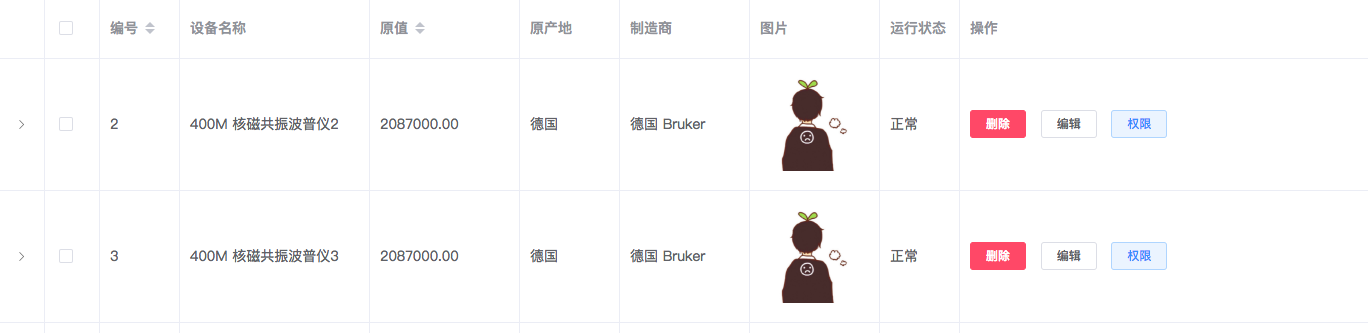 编号 设备名称 原值 原产地 制造商 图片 运行状态 操作
2 400M 核磁共振波普仪2 2087000.00 德国 德国 Bruker 正常 删除 编辑 权限
3 400M 核磁共振波普仪3 2087000.00 德国 德国 Bruker 正常 删除 编辑 权限